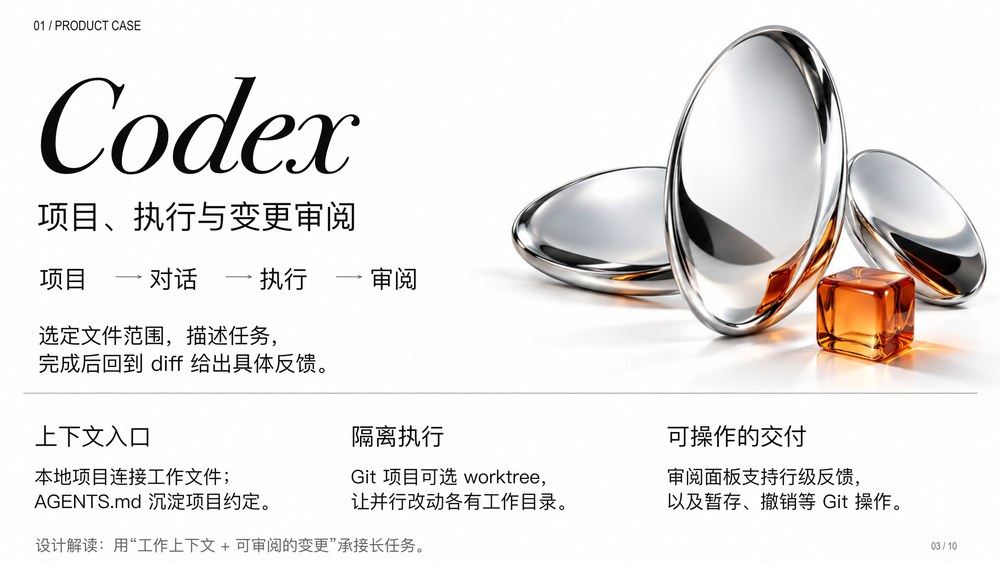 01 / PRODUCT CASE
Codex
项目、执行与变更审阅
项目 → 对话 → 执行 → 审阅
选定文件范围，描述任务，
完成后回到 diff 给出具体反馈。
上下文入口
本地项目连接工作文件；
AGENTS.md 沉淀项目约定。
隔离执行
Git 项目可选 worktree，
让并行改动各有工作目录。
可操作的交付
审阅面板支持行级反馈，
以及暂存、撤销等 Git 操作。
设计解读：用“工作上下文 + 可审阅的变更”承接长任务。
03 / 10